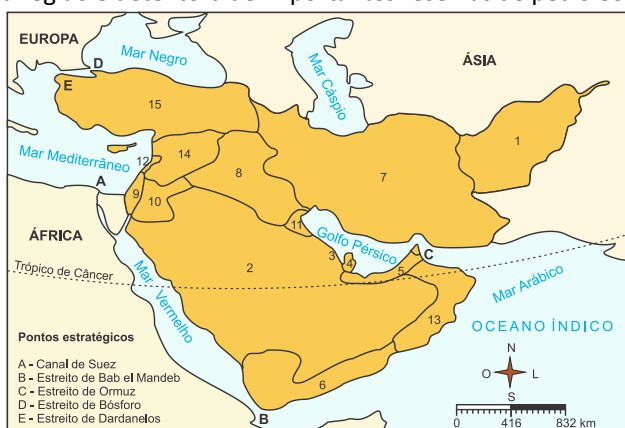 EUROPA
Mar Negro
D
E
15
Mar Cáspio
ÁSIA
1
Mar Mediterrâneo
12
14
A
9
10
8
7
11
ÁFRICA
Golfo Pérsico
3
4
5
C
2
Trópico de Câncer
Mar Vermelho
Mar Arábico
13
OCEANO ÍNDICO
6
B
Pontos estratégicos
A - Canal de Suez
B - Estreito de Bab el Mandeb
C - Estreito de Ormuz
D - Estreito de Bósforo
E - Estreito de Dardanelos
N
O
L
S
0 416 832 km